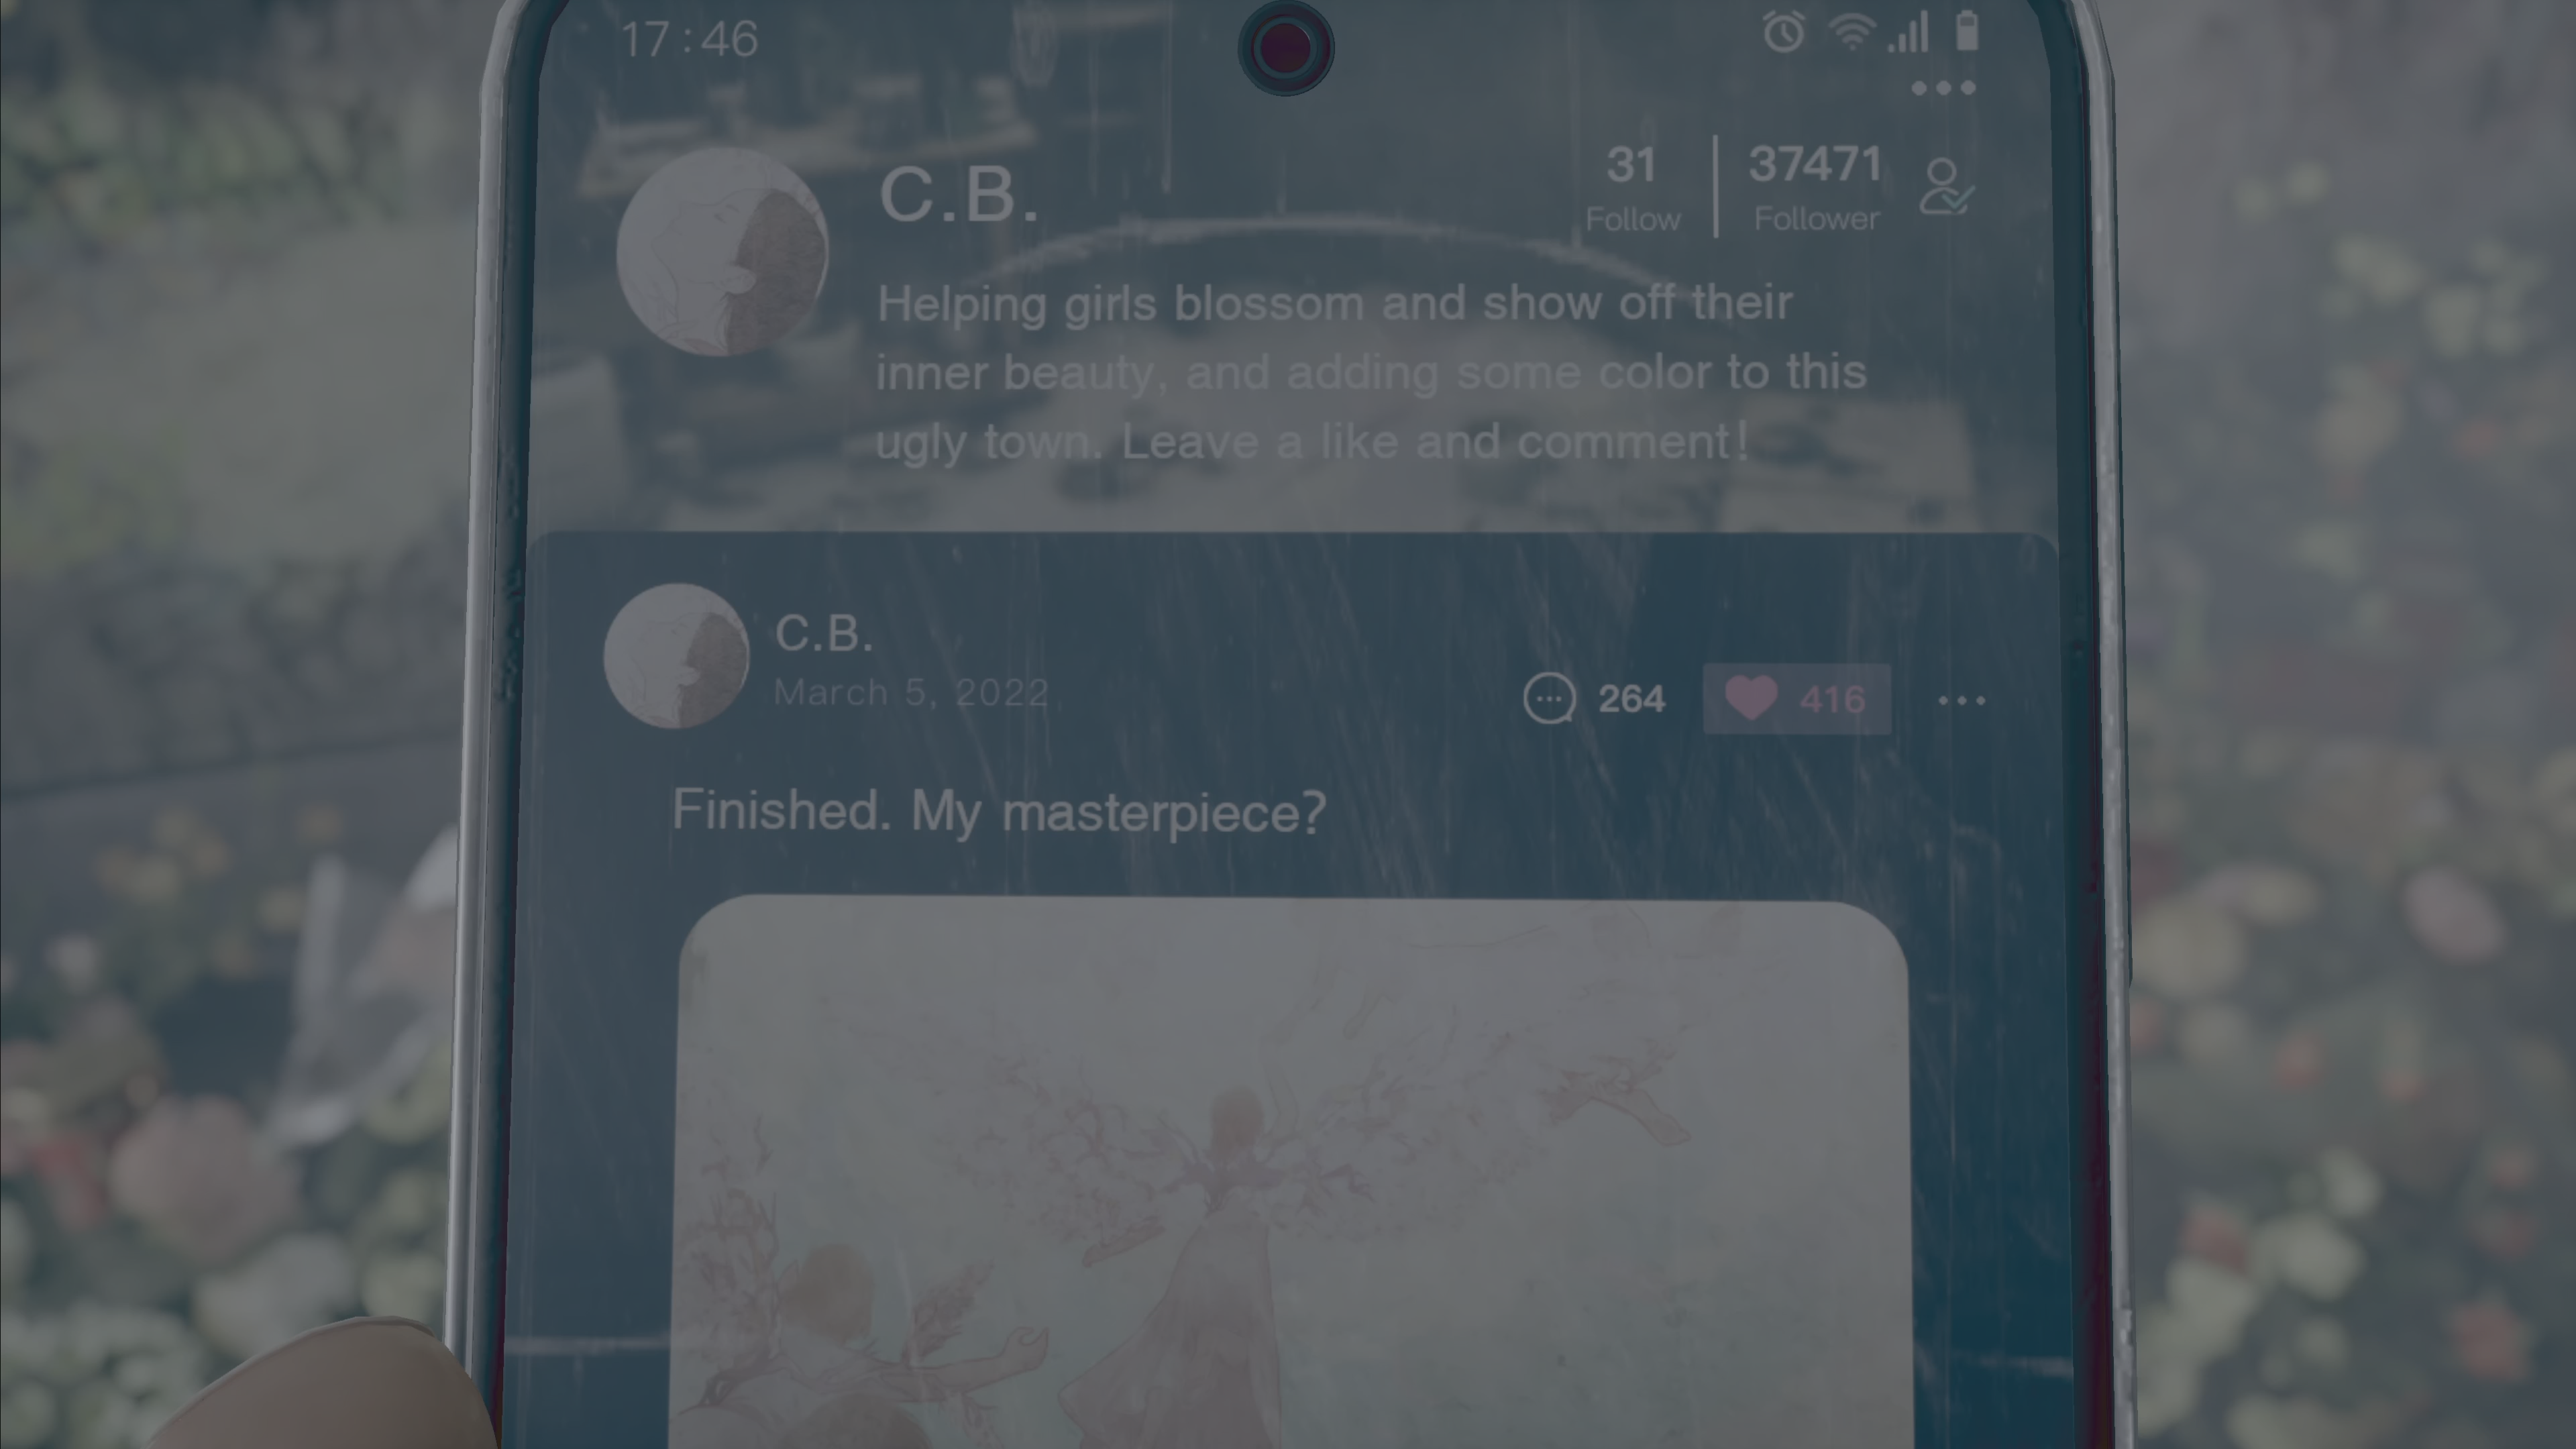 17:46
C.B.
31
Follow
37471
Follower
Helping girls blossom and show off their
inner beauty, and adding some color to this
ugly town. Leave a like and comment!
C.B.
March 5, 2022
264
416
Finished. My masterpiece?